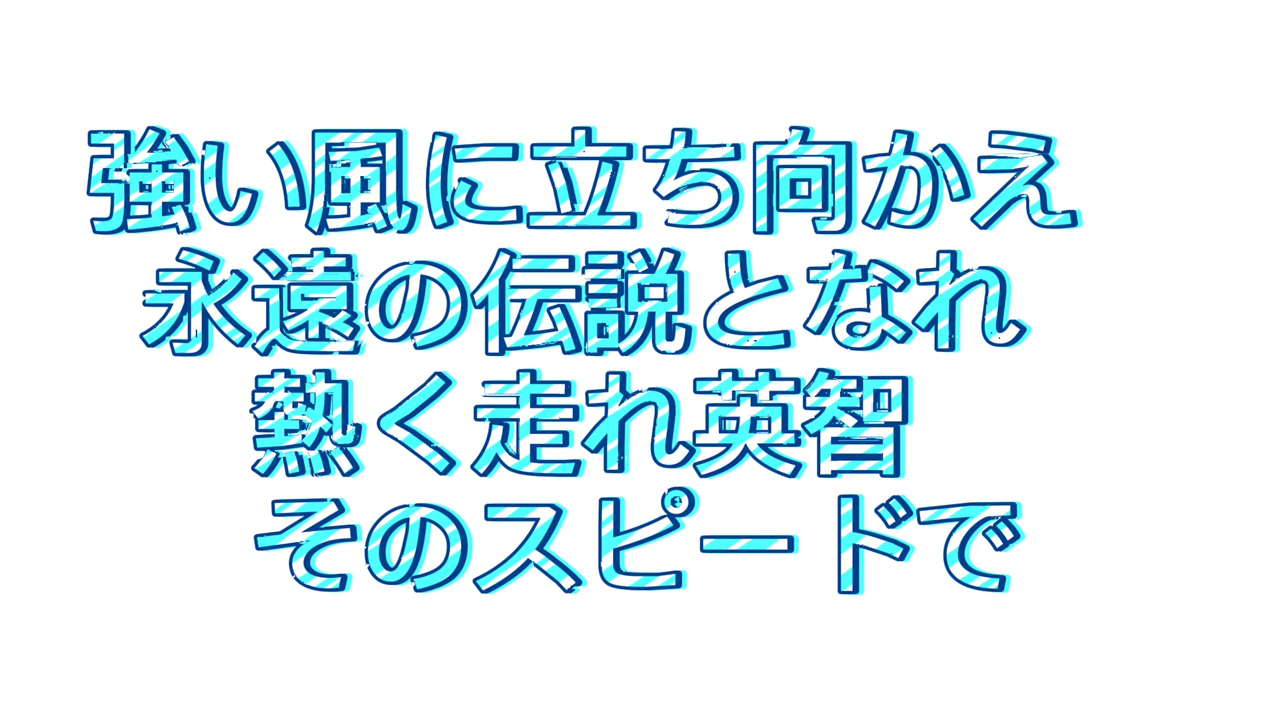 強い風に立ち向かえ
永遠の伝説となれ
熱く走れ英智
そのスピードで